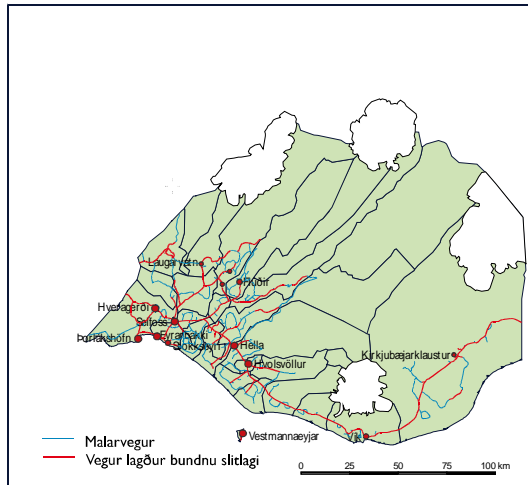 Laugarvatn
Flúðir
Hveragerði
Selfoss
Eyrarbakki
Þorlákshöfn
Stokkseyri
Hella
Hvolsvöllur
Kirkjubæjarklaustur
Vestmannaeyjar
Vík
Malarvegur
Vegur lagður bundnu slitlagi
0 25 50 75 100 km